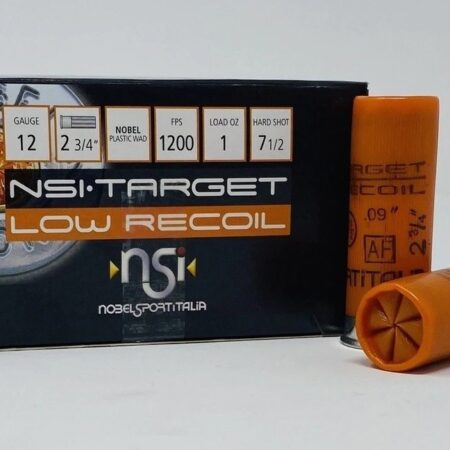 GAUGE
12
2 3/4"
NOBEL
PLASTIC WAD
FPS
1200
LOAD OZ
1
HARD SHOT
7 1/2
NSI·TARGET
LOW RECOIL
nsi
NOBELSPORTITALIA
TARGET
RECOIL
.09"
AF
2 3/4"